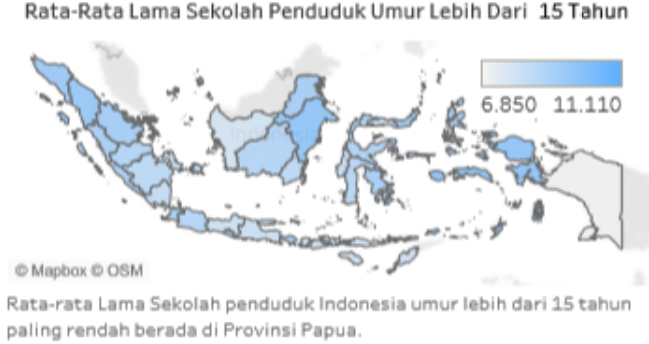 Rata-Rata Lama Sekolah Penduduk Umur Lebih Dari 15 Tahun
6.850 11.110
Indonesia
© Mapbox © OSM
Rata-rata Lama Sekolah penduduk Indonesia umur lebih dari 15 tahun
paling rendah berada di Provinsi Papua.